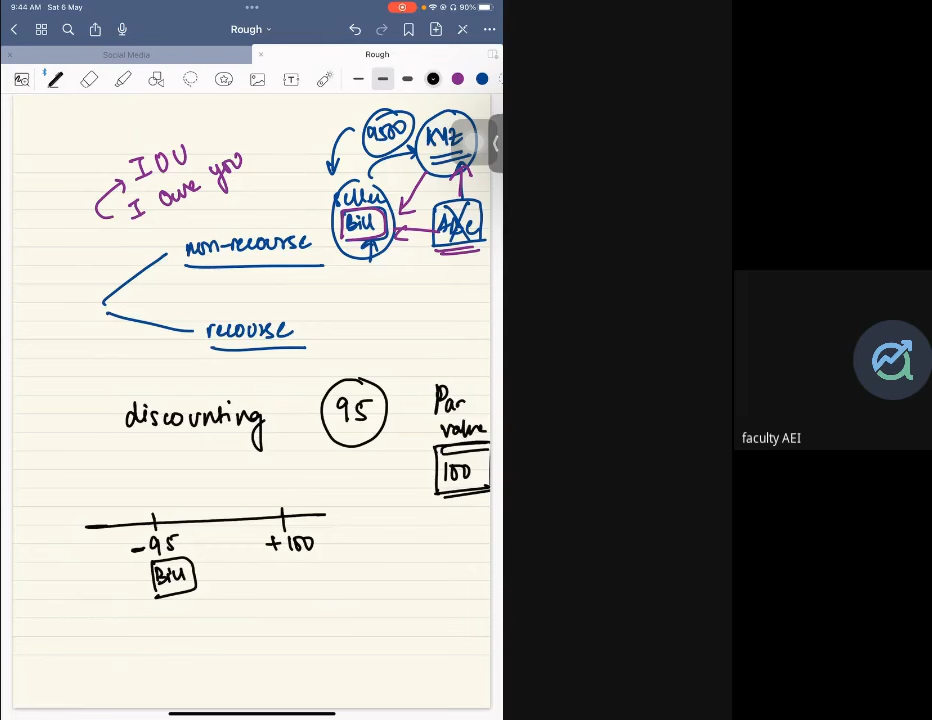 9:44 AM Sat 6 May
90%
Rough
Social Media
Rough
T
9500
XYZ
IOU
I owe you
seller
Bill
ABC
non-recourse
recourse
discounting
95
Par
value
100
-95
+100
Bill
faculty AEI